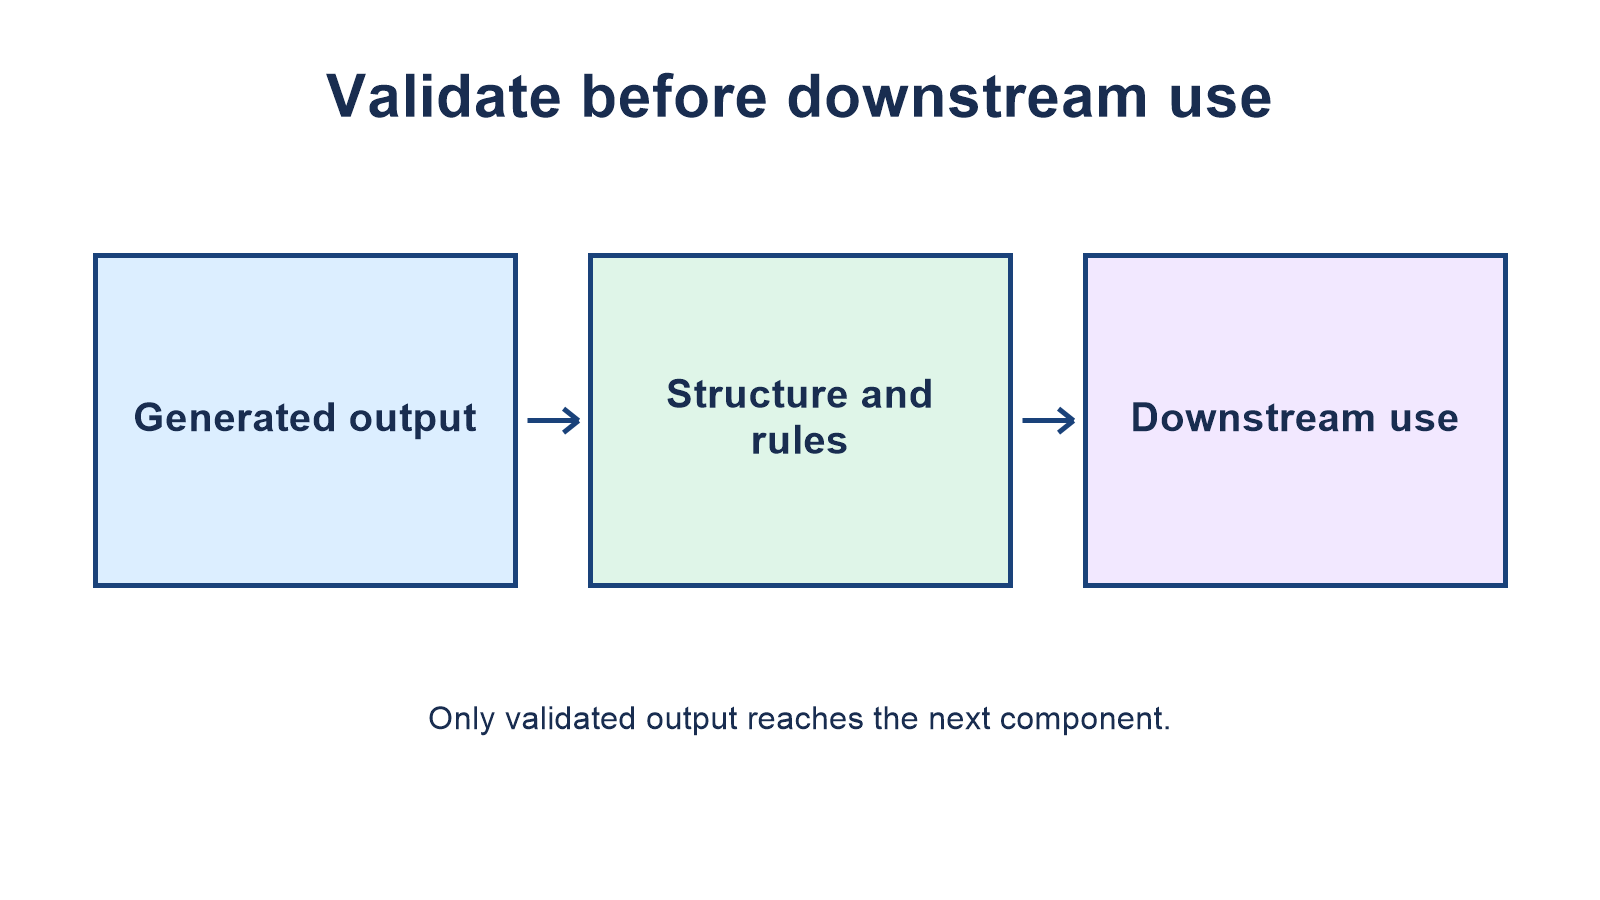 Validate before downstream use
Generated output
Structure and
rules
Downstream use
Only validated output reaches the next component.